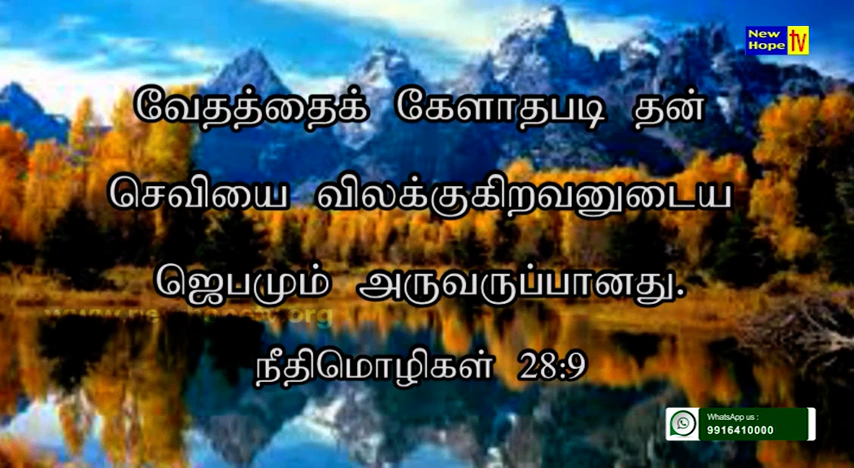 New
Hope tv
வேதத்தைக் கேளாதபடி தன்
செவியை விலக்குகிறவனுடைய
ஜெபமும் அருவருப்பானது.
நீதிமொழிகள் 28:9
WhatsApp us :
9916410000